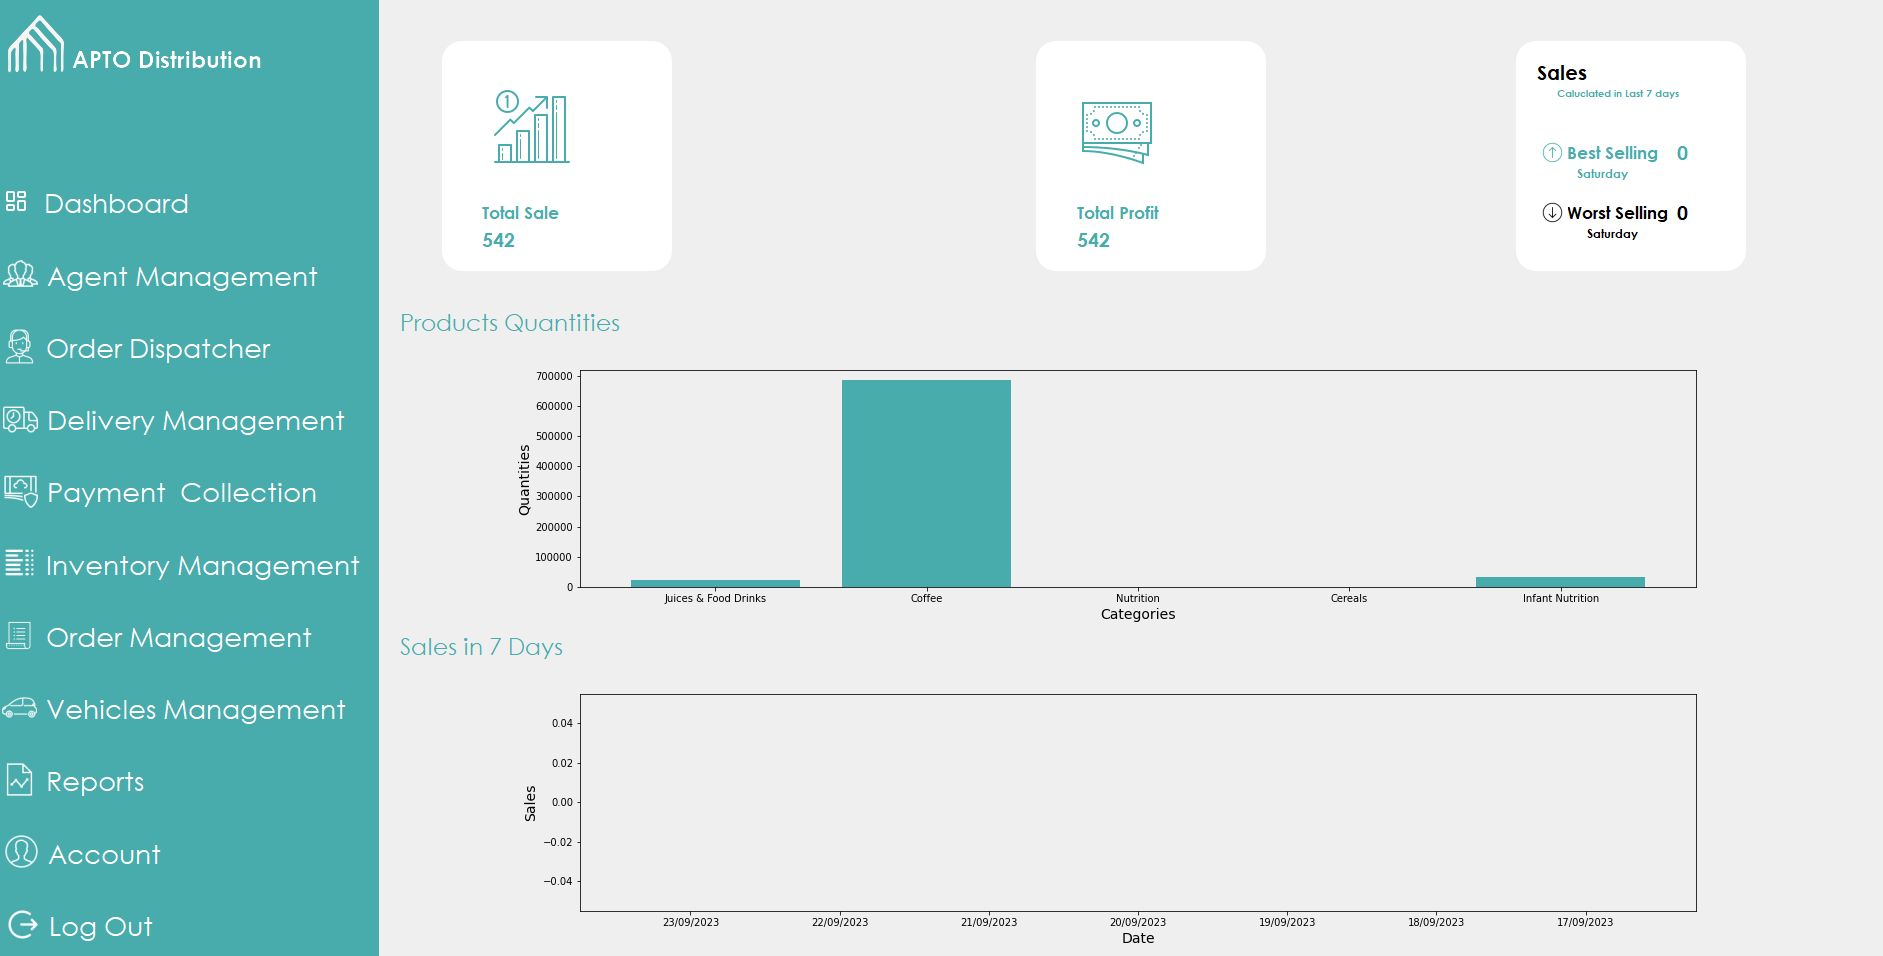 APTO Distribution
Dashboard
Agent Management
Order Dispatcher
Delivery Management
Payment  Collection
Inventory Management
Order Management
Vehicles Management
Reports
Account
Log Out
1
Total Sale
542
Total Profit
542
Sales
Caluclated in Last 7 days
Best Selling 0
Saturday
Worst Selling 0
Saturday
Products Quantities
700000
600000
500000
400000
300000
200000
100000
0
Quantities
Juices & Food Drinks Coffee Nutrition Cereals Infant Nutrition
Categories
Sales in 7 Days
0.04
0.02
0.00
−0.02
−0.04
Sales
23/09/2023 22/09/2023 21/09/2023 20/09/2023 19/09/2023 18/09/2023 17/09/2023
Date